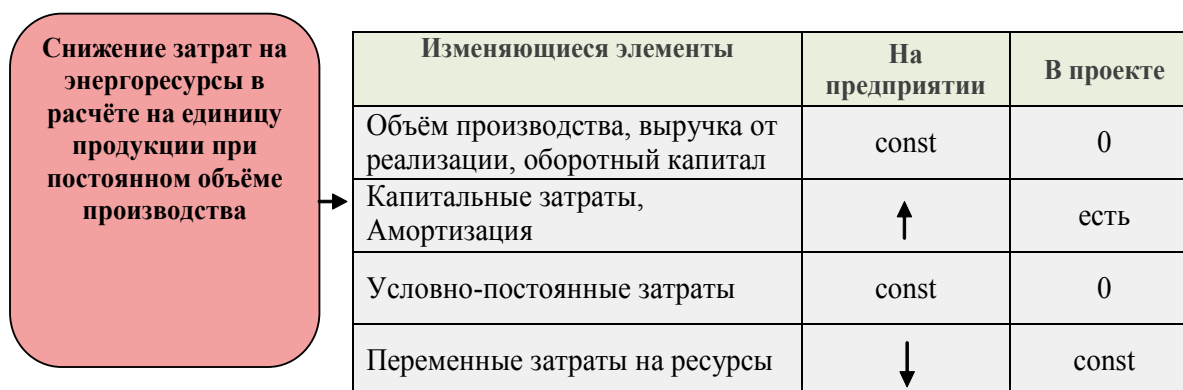 Снижение затрат на
энергоресурсы в
расчёте на единицу
продукции при
постоянном объёме
производства
Изменяющиеся элементы
На
предприятии
В проекте
Объём производства, выручка от
реализации, оборотный капитал
const
0
Капитальные затраты,
Амортизация
есть
Условно-постоянные затраты
const
0
Переменные затраты на ресурсы
const